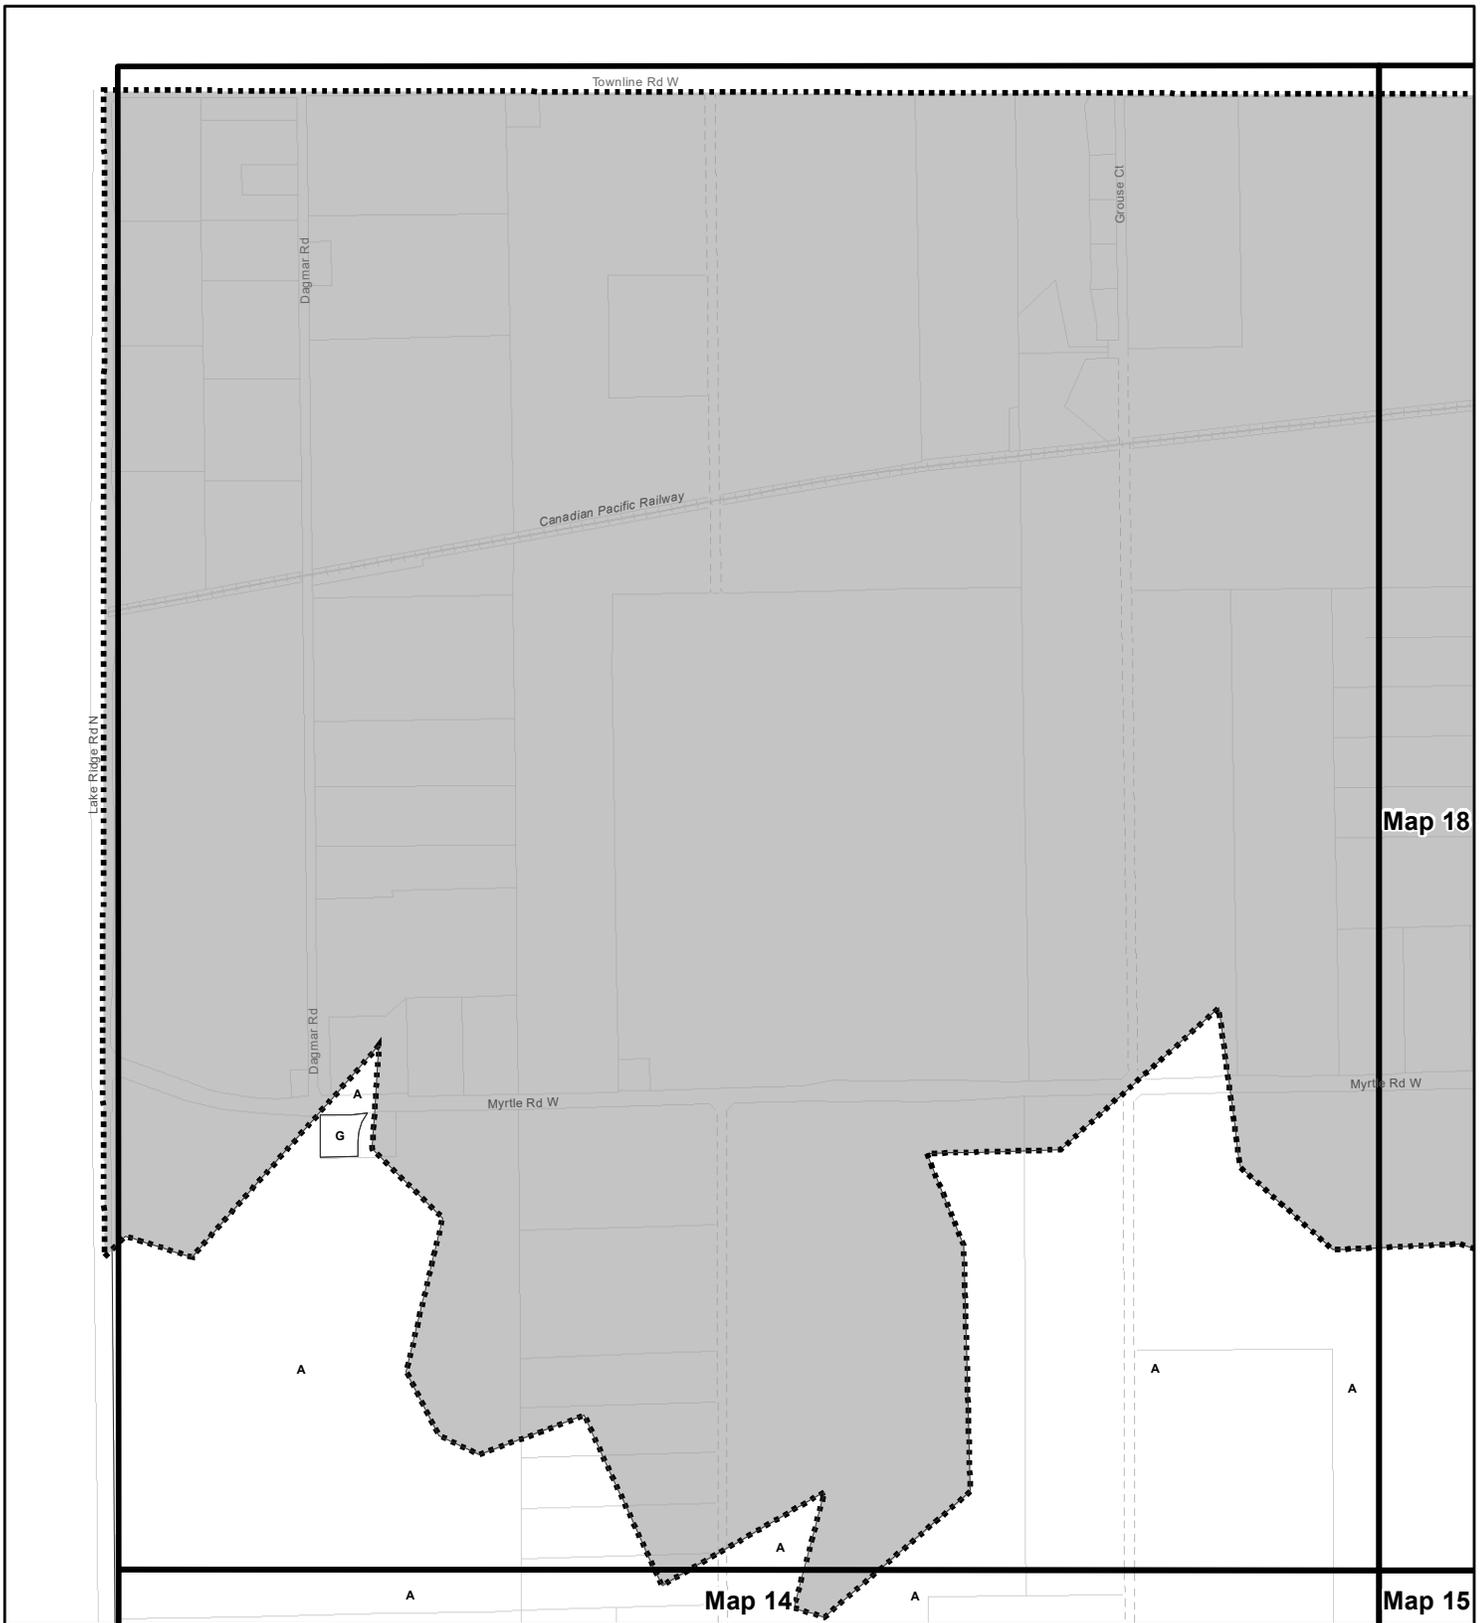 Townline Rd W
Grouse Ct
Dagmar Rd
Canadian Pacific Railway
Lake Ridge Rd N
Map 18
Dagmar Rd
Myrtle Rd W
A
Myrtle Rd W
G
A
A
A
A
A
A
Map 14
Map 15